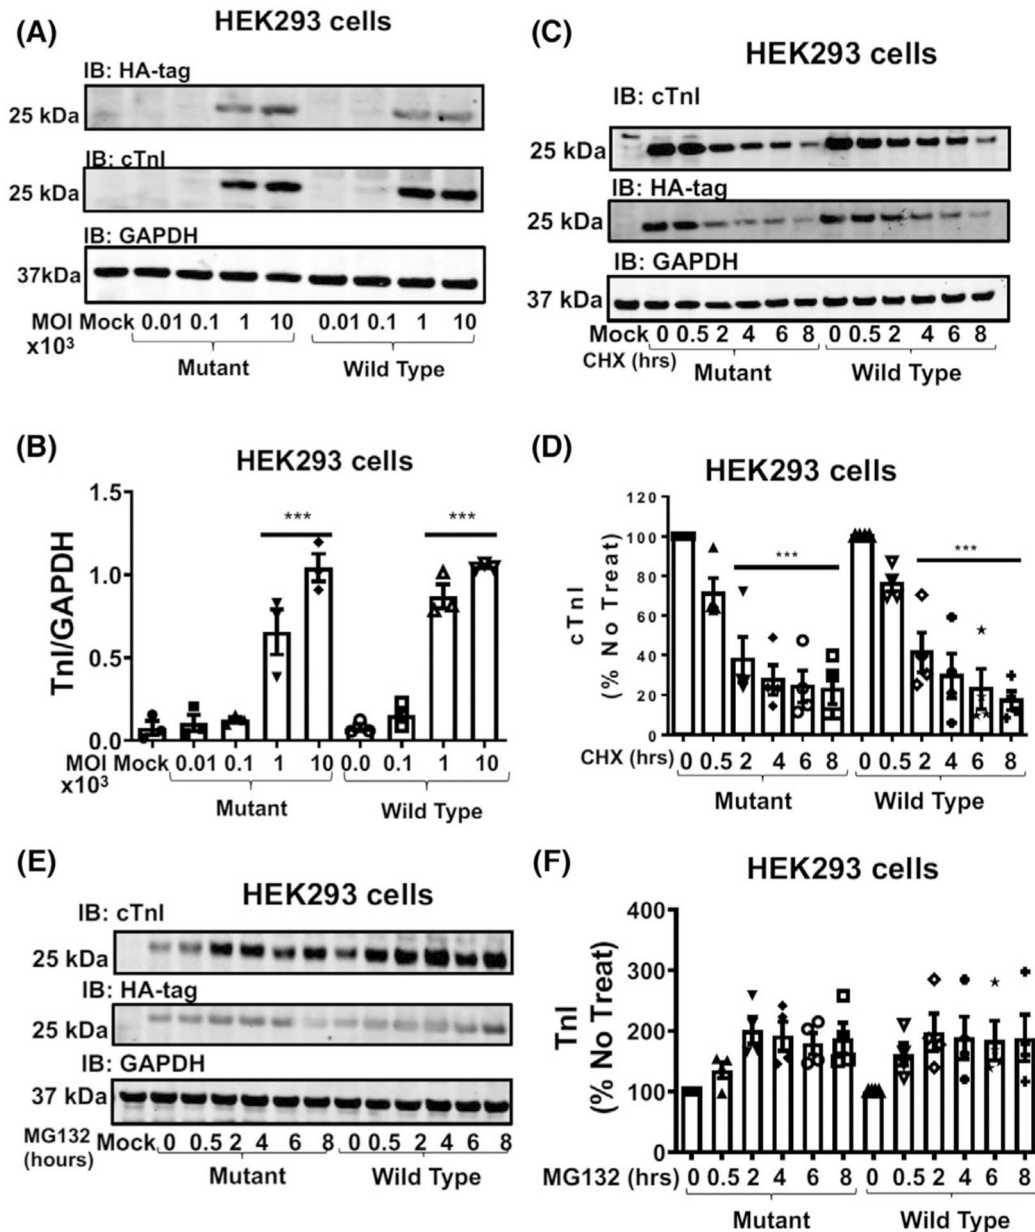 (A)
HEK293 cells
IB: HA-tag
25 kDa
IB: cTnI
25 kDa
IB: GAPDH
37kDa
MOI Mock 0.01 0.1 1 10 0.01 0.1 1 10
x10³
Mutant Wild Type
(C)
HEK293 cells
IB: cTnI
25 kDa
IB: HA-tag
25 kDa
IB: GAPDH
37 kDa
Mock 0 0.5 2 4 6 8 0 0.5 2 4 6 8
CHX (hrs)
Mutant Wild Type
(B)
HEK293 cells
TnI/GAPDH
1.5
1.0
0.5
0.0
*** ***
MOI Mock 0.01 0.1 1 10 0.0 0.1 1 10
x10³
Mutant Wild Type
(D)
HEK293 cells
cTnI
(% No Treat)
120
100
80
60
40
20
0
*** ***
0 0.5 2 4 6 8 0 0.5 2 4 6 8
CHX (hrs)
Mutant Wild Type
(E)
HEK293 cells
IB: cTnI
25 kDa
IB: HA-tag
25 kDa
IB: GAPDH
37 kDa
MG132 Mock 0 0.5 2 4 6 8 0 0.5 2 4 6 8
(hours)
Mutant Wild Type
(F)
HEK293 cells
TnI
(% No Treat)
400
300
200
100
0
MG132 (hrs) 0 0.5 2 4 6 8 0 0.5 2 4 6 8
Mutant Wild Type